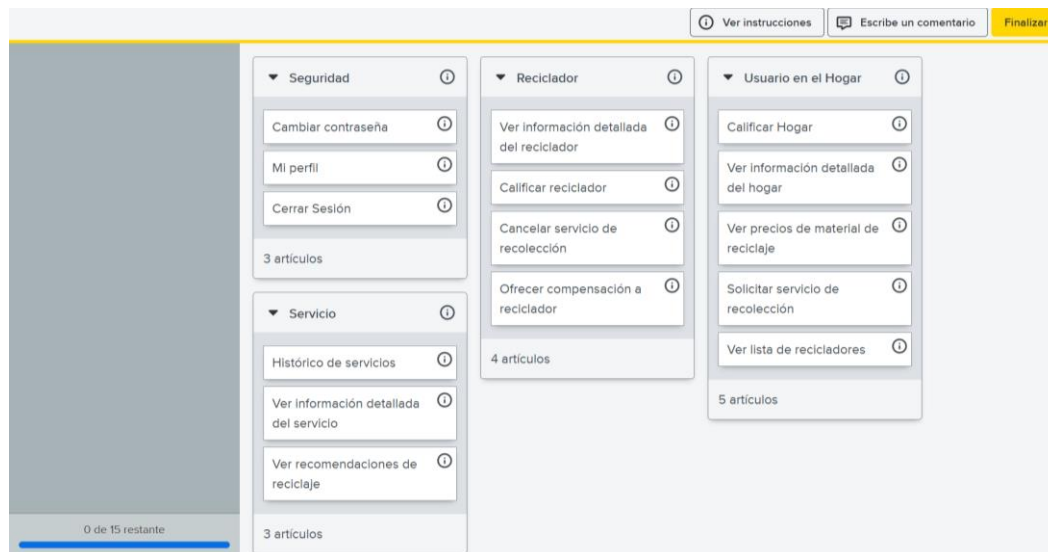 Ver instrucciones
Escribe un comentario
Finalizar
Seguridad
Cambiar contraseña
Mi perfil
Cerrar Sesión
3 artículos
Servicio
Histórico de servicios
Ver información detallada
del servicio
Ver recomendaciones de
reciclaje
3 artículos
Reciclador
Ver información detallada
del reciclador
Calificar reciclador
Cancelar servicio de
recolección
Ofrecer compensación a
reciclador
4 artículos
Usuario en el Hogar
Calificar Hogar
Ver información detallada
del hogar
Ver precios de material de
reciclaje
Solicitar servicio de
recolección
Ver lista de recicladores
5 artículos
0 de 15 restante